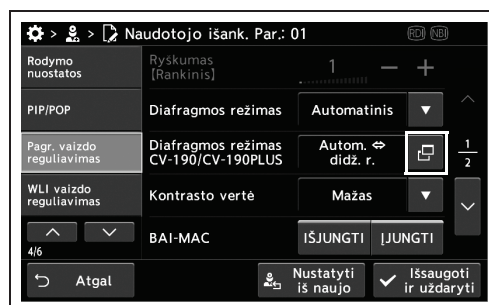 > > Naudotojo išank. Par.: 01 RDI NBI
Rodymo
nuostatos
PIP/POP
Pagr. vaizdo
reguliavimas
WLI vaizdo
reguliavimas
4/6
Ryškumas
[Rankinis]
1 — +
Diafragmos režimas
Automatinis
Diafragmos režimas
CV-190/CV-190PLUS
Autom. ⇔
didž. r.
Kontrasto vertė
Mažas
BAI-MAC
IŠJUNGTI ĮJUNGTI
1
2
Atgal
Nustatyti
iš naujo
Išsaugoti
ir uždaryti